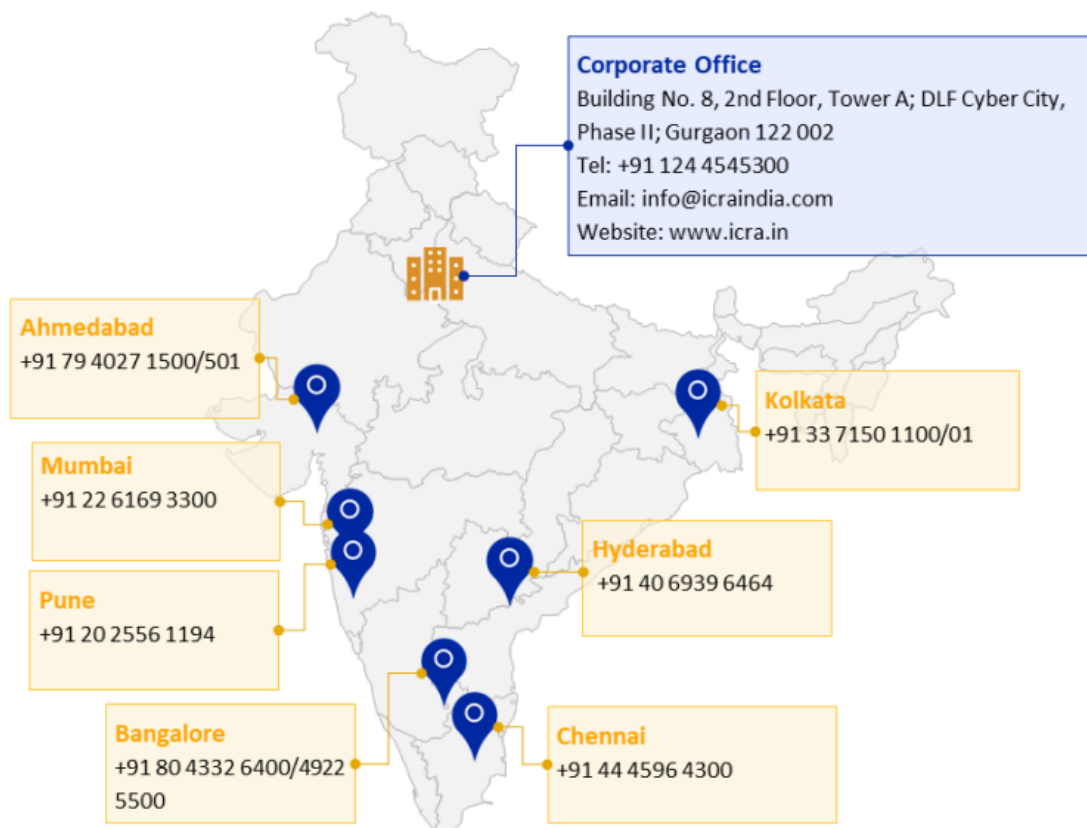 Corporate Office
Building No. 8, 2nd Floor, Tower A; DLF Cyber City,
Phase II; Gurgaon 122 002
Tel: +91 124 4545300
Email: info@icraindia.com
Website: www.icra.in
Ahmedabad
+91 79 4027 1500/501
Kolkata
+91 33 7150 1100/01
Mumbai
+91 22 6169 3300
Hyderabad
+91 40 6939 6464
Pune
+91 20 2556 1194
Bangalore
+91 80 4332 6400/4922
5500
Chennai
+91 44 4596 4300